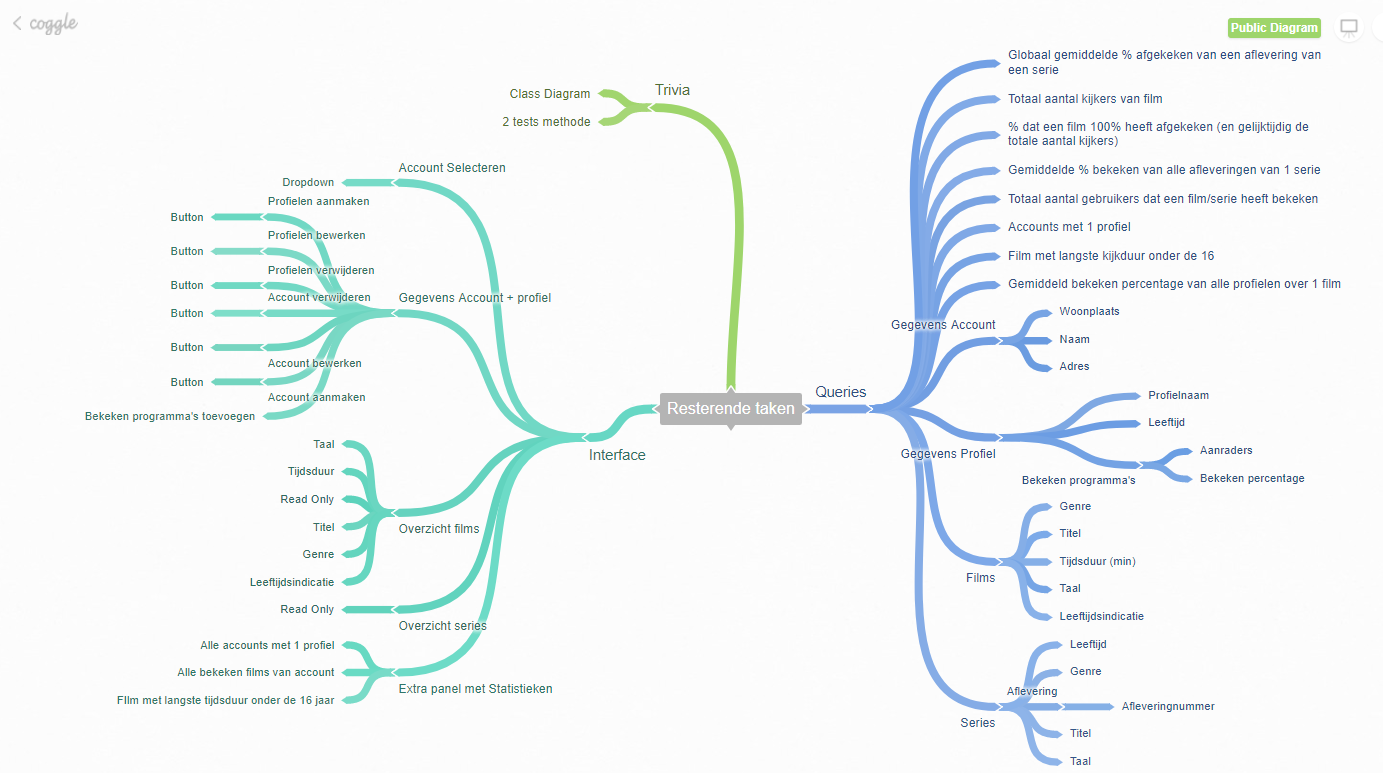 coggle
Public Diagram
Trivia
Class Diagram
2 tests methode
Account Selecteren
Dropdown
Profielen aanmaken
Button
Profielen bewerken
Button
Profielen verwijderen
Button
Account verwijderen
Gegevens Account + profiel
Button
Button
Account bewerken
Button
Account aanmaken
Bekeken programma's toevoegen
Resterende taken
Interface
Taal
Tijdsduur
Read Only
Titel
Overzicht films
Genre
Leeftijdsindicatie
Read Only
Overzicht series
Alle accounts met 1 profiel
Alle bekeken films van account
Extra panel met Statistieken
FIlm met langste tijdsduur onder de 16 jaar
Queries
Globaal gemiddelde % afgekeken van een aflevering van
een serie
Totaal aantal kijkers van film
% dat een film 100% heeft afgekeken (en gelijktijdig de
totale aantal kijkers)
Gemiddelde % bekeken van alle afleveringen van 1 serie
Totaal aantal gebruikers dat een film/serie heeft bekeken
Accounts met 1 profiel
Film met langste kijkduur onder de 16
Gemiddeld bekeken percentage van alle profielen over 1 film
Gegevens Account
Woonplaats
Naam
Adres
Gegevens Profiel
Profielnaam
Leeftijd
Bekeken programma's
Aanraders
Bekeken percentage
Films
Genre
Titel
Tijdsduur (min)
Taal
Leeftijdsindicatie
Series
Leeftijd
Genre
Aflevering
Afleveringnummer
Titel
Taal